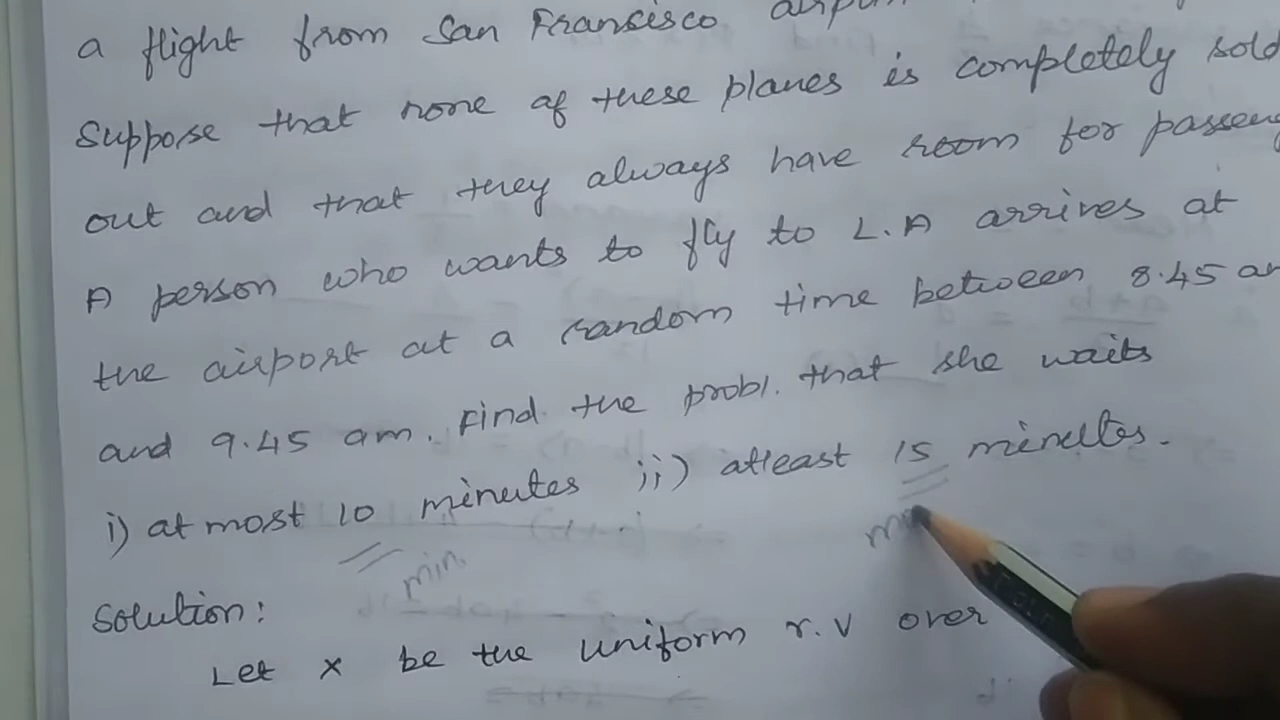 a flight from San Francisco
Suppose that none of these planes is completely sold
out and that they always have room for
A person who wants to fly to L.A arrives at
the airport at a random time between 8.45
and 9.45 am. Find the probl. that she waits
i) at most 10 minutes ii) atleast 15 minutes.
min.
Solution:
Let x be the uniform r.v over